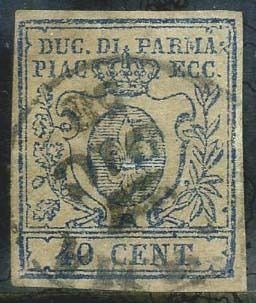 DUC. DI PARMA
PIAC ECC.
40 CENT.